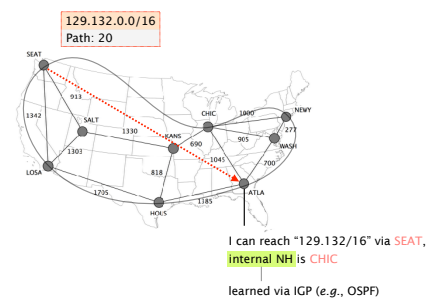 129.132.0.0/16
Path: 20
SEAT
913
1342
SALT
1330
1303
LOSA
1705
KANS
690
818
HOUS
1385
CHIC
1000
905
1045
NEWY
277
WASH
700
ATLA
I can reach "129.132/16" via SEAT,
internal NH is CHIC
learned via IGP (e.g., OSPF)